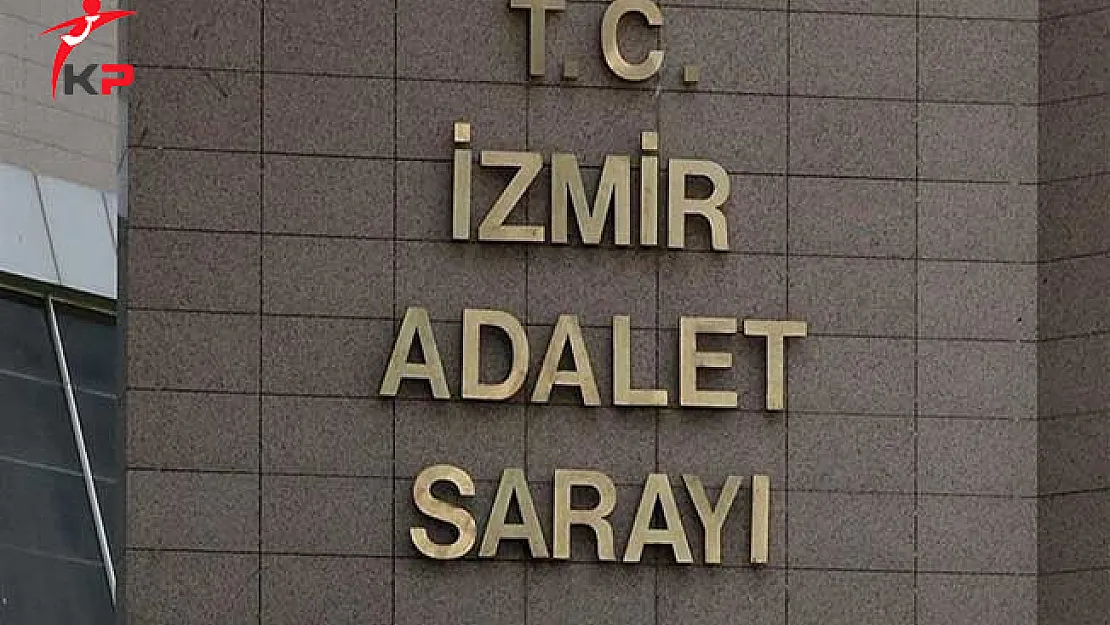 KP
T.C.
İZMİR
ADALET
SARAYI